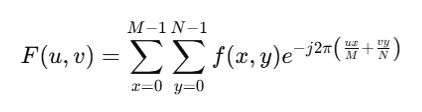 F(u, v) = \sum_{x=0}^{M-1} \sum_{y=0}^{N-1} f(x, y) e^{-j2\pi\left(\frac{ux}{M} + \frac{vy}{N}\right)}